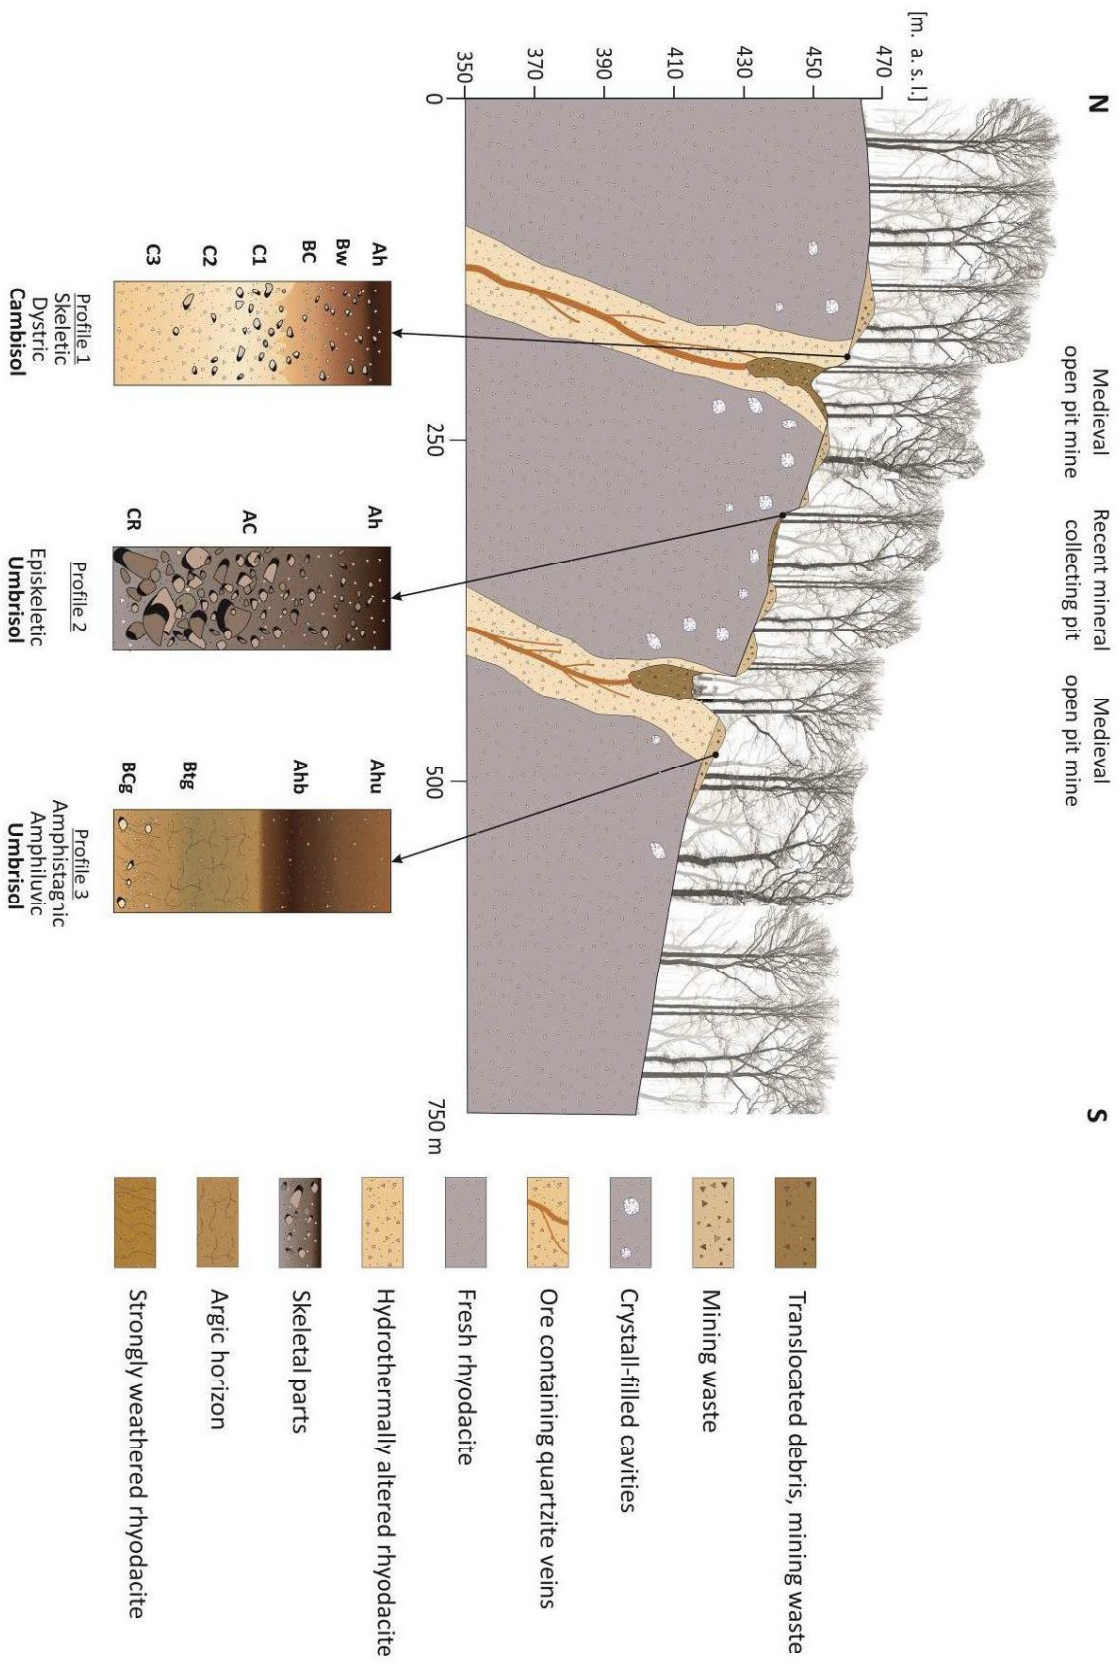 N
S
Medieval
open pit mine
Recent mineral
collecting pit
Medieval
open pit mine
[m. a. s. l.]
470
450
430
410
390
370
350
0
250
500
750 m
Ah
Bw
BC
C1
C2
C3
Profile 1
Skeletic
Dystric
Cambisol
Ah
AC
CR
Profile 2
Episkeletic
Umbrisol
Ahu
Ahb
Btg
BCg
Profile 3
Amphistagnic
Amphiluvic
Umbrisol
Translocated debris, mining waste
Mining waste
Crystall-filled cavities
Ore containing quartzite veins
Fresh rhyodacite
Hydrothermally altered rhyodacite
Skeletal parts
Argic horizon
Strongly weathered rhyodacite